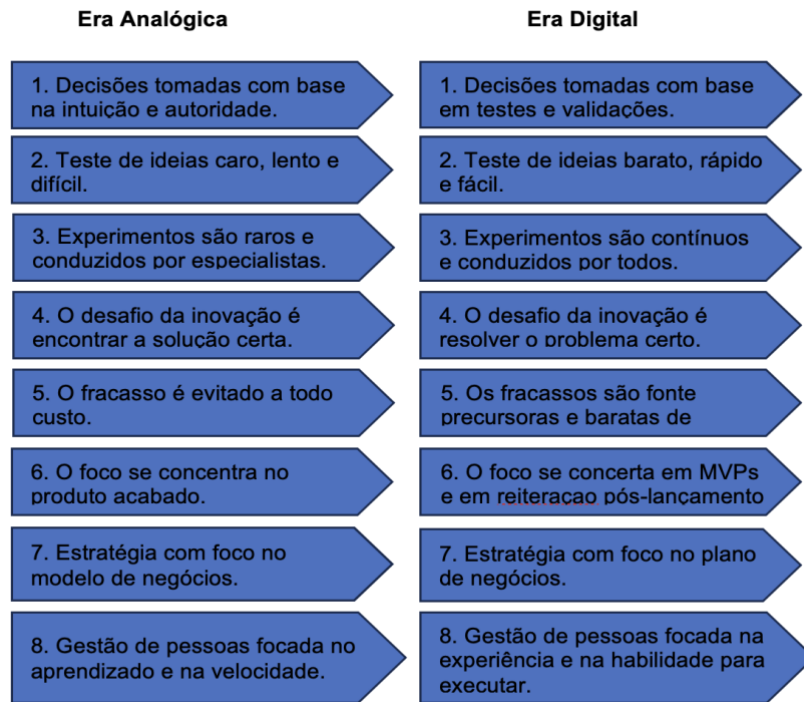 Era Analógica
1. Decisões tomadas com base
na intuição e autoridade.
2. Teste de ideias caro, lento e
difícil.
3. Experimentos são raros e
conduzidos por especialistas.
4. O desafio da inovação é
encontrar a solução certa.
5. O fracasso é evitado a todo
custo.
6. O foco se concentra no
produto acabado.
7. Estratégia com foco no
modelo de negócios.
8. Gestão de pessoas focada no
aprendizado e na velocidade.
Era Digital
1. Decisões tomadas com base
em testes e validações.
2. Teste de ideias barato, rápido
e fácil.
3. Experimentos são contínuos
e conduzidos por todos.
4. O desafio da inovação é
resolver o problema certo.
5. Os fracassos são fonte
precursoras e baratas de
6. O foco se concerta em MVPs
e em reiteraçao pós-lançamento
7. Estratégia com foco no plano
de negócios.
8. Gestão de pessoas focada na
experiência e na habilidade para
executar.